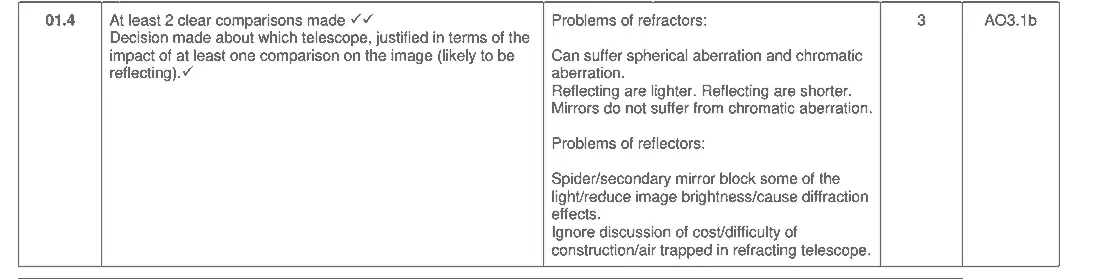 01.4
At least 2 clear comparisons made ✓✓
Decision made about which telescope, justified in terms of the
impact of at least one comparison on the image (likely to be
reflecting).✓
Problems of refractors:
Can suffer spherical aberration and chromatic
aberration.
Reflecting are lighter. Reflecting are shorter.
Mirrors do not suffer from chromatic aberration.
Problems of reflectors:
Spider/secondary mirror block some of the
light/reduce image brightness/cause diffraction
effects.
Ignore discussion of cost/difficulty of
construction/air trapped in refracting telescope.
3
AO3.1b